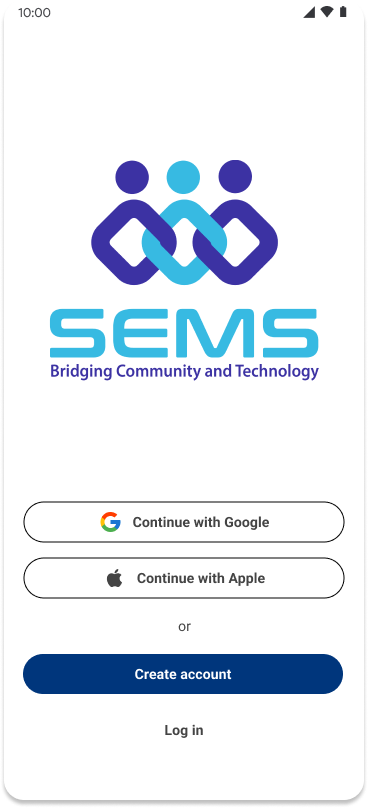 10:00
SEMS
Bridging Community and Technology
Continue with Google
Continue with Apple
or
Create account
Log in